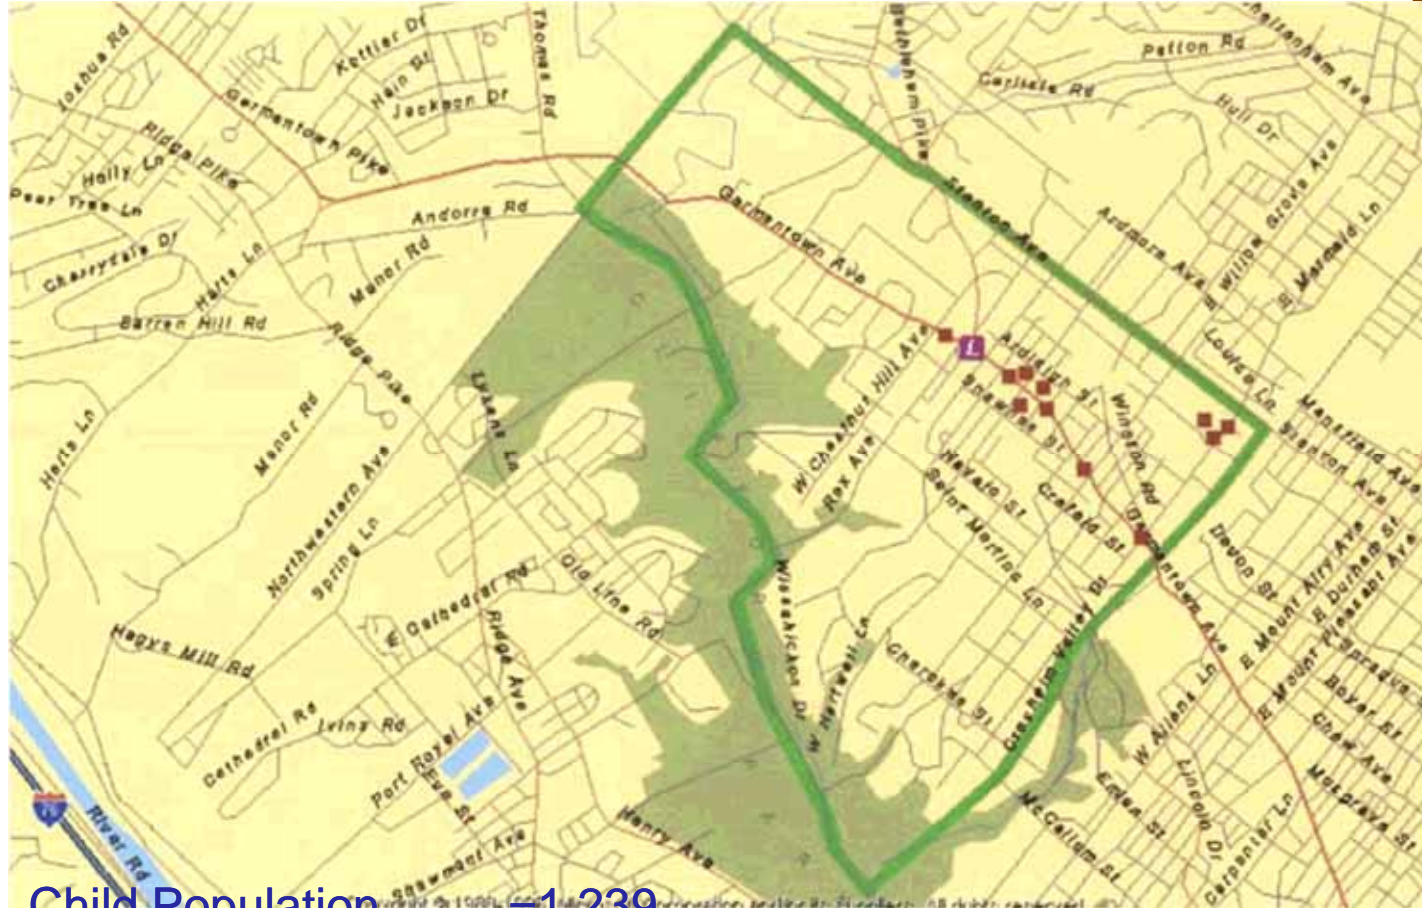 Joshua Rd
Kottler Dr
Hain St
Jackson Dr
Thomas Rd
Bethlehem Pike
Patton Rd
Carlisle Rd
Cheltenham Ave
Hull Dr
Germantown Pike
Ridge Pike
Holly Ln
Pear Tree Ln
Andorra Rd
Cherrydale Dr
Harts Ln
Manor Rd
Barren Hill Rd
Germantown Ave
Stenton Ave
Ardmore Ave
Willow Grove Ave
E Mermaid Ln
Ridge Pike
Lykens Ln
Manor Rd
Harts Ln
W Chestnut Hill Ave
Rex Ave
L
Ardleigh St
Shawnee St
Winston Rd
Louise Ln
Mansfield Ave
Stenton Ave
Navajo St
Saint Martins Ln
Crefeld St
Germantown Ave
Devon St
Northwestern Ave
Spring Ln
E Cathedral Rd
Old Line Rd
Wissahickon Dr
W Hartwell Ln
Cherokee St
Cresheim Valley Dr
E Mount Airy Ave
E Durham St
E Mount Pleasant Ave
Sprague
Boyer St
Chew Ave
Musgrave St
Hagys Mill Rd
Ridge Ave
Cathedral Rd
Ivins Rd
Port Royal Ave
Eva St
Shawmont Ave
Henry Ave
W Allens Ln
Lincoln Dr
Emlen St
McCallum St
Carpenter Ln
76
River Rd
Child Population =1,239